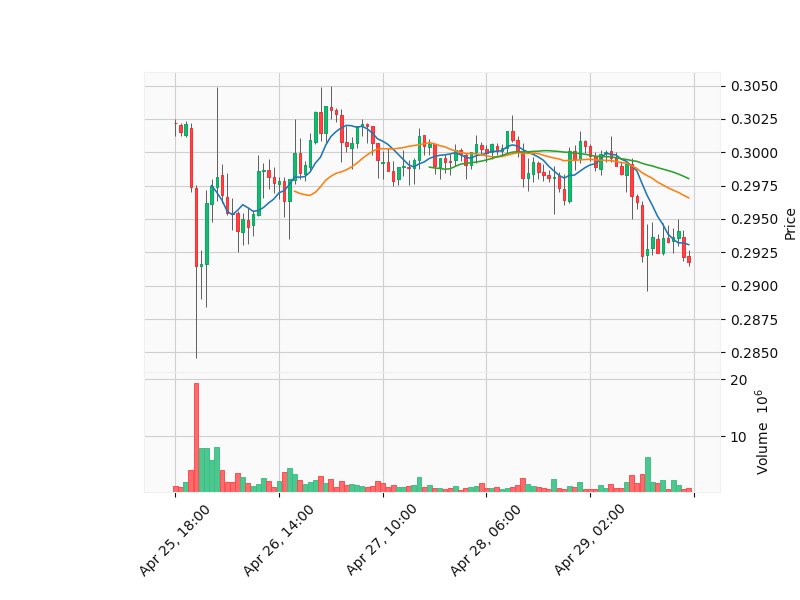 0.3050
0.3025
0.3000
0.2975
0.2950
0.2925
0.2900
0.2875
0.2850
Price
20
10
Volume 10^6
Apr 25, 18:00
Apr 26, 14:00
Apr 27, 10:00
Apr 28, 06:00
Apr 29, 02:00